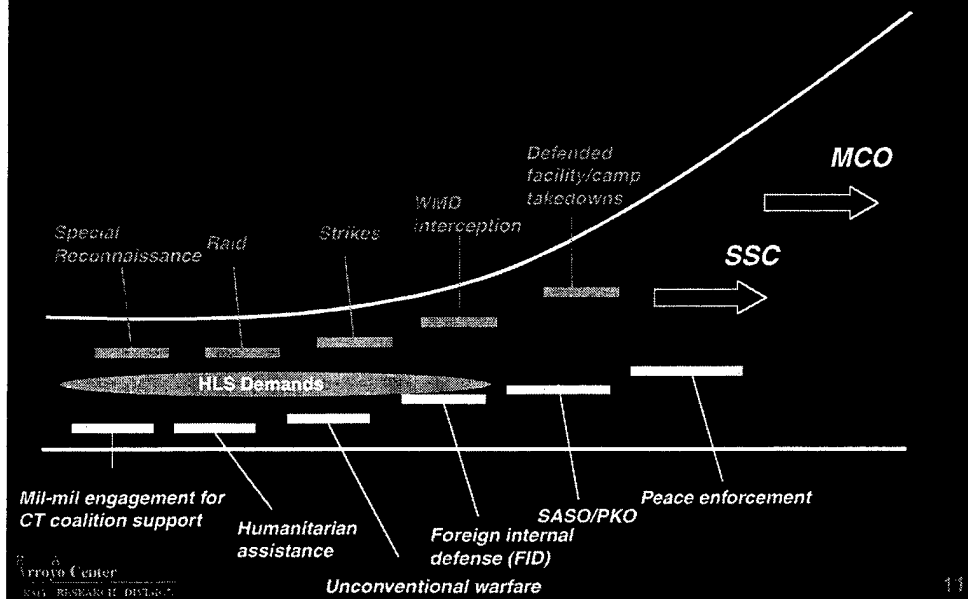 MCO
Defended
facility/camp
takedowns
WMD
interception
Strikes
Raid
Special
Reconnaissance
SSC
HLS Demands
Mil-mil engagement for
CT coalition support
Humanitarian
assistance
Unconventional warfare
Foreign internal
defense (FID)
SASO/PKO
Peace enforcement
Arroyo Center
RESEARCH
11